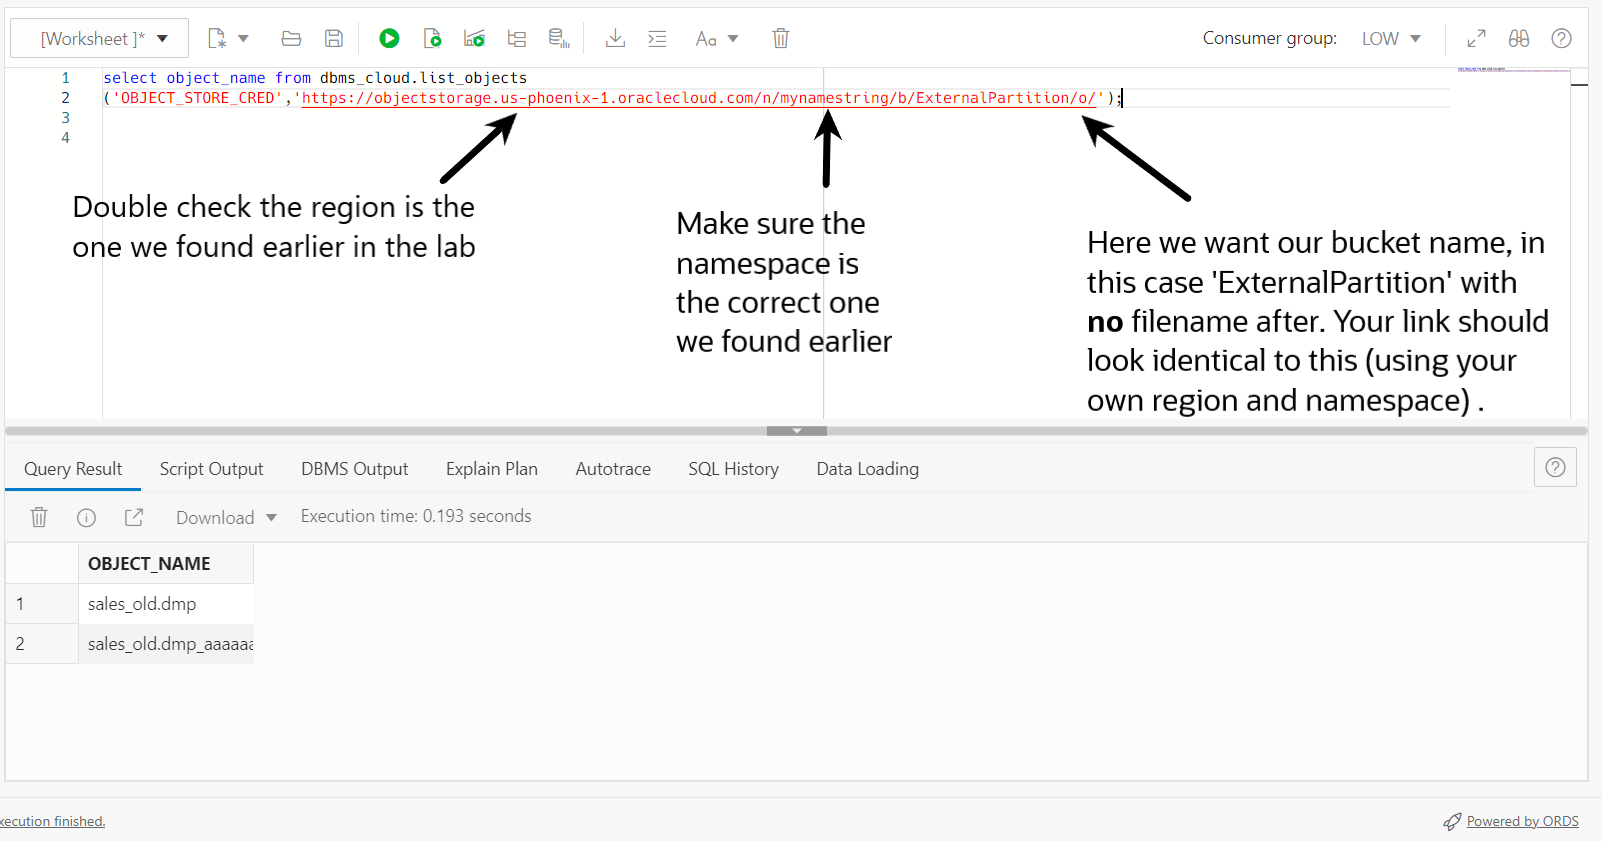 [Worksheet ]*
Aa
Consumer group: LOW
1 select object_name from dbms_cloud.list_objects
2 ('OBJECT_STORE_CRED','https://objectstorage.us-phoenix-1.oraclecloud.com/n/mynamestring/b/ExternalPartition/o/');
3
4
Double check the region is the
one we found earlier in the lab
Make sure the
namespace is
the correct one
we found earlier
Here we want our bucket name, in
this case 'ExternalPartition' with
no filename after. Your link should
look identical to this (using your
own region and namespace) .
Query Result Script Output DBMS Output Explain Plan Autotrace SQL History Data Loading
Download Execution time: 0.193 seconds
OBJECT_NAME
1 sales_old.dmp
2 sales_old.dmp_aaaaaa
xecution finished.
Powered by ORDS